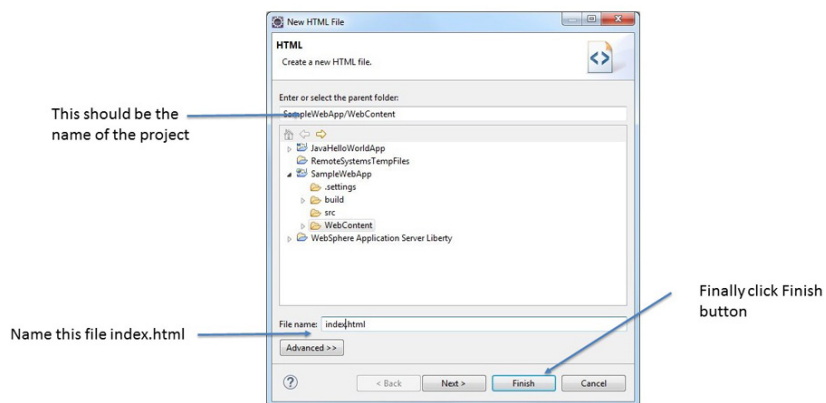 New HTML File
HTML
Create a new HTML file.
Enter or select the parent folder:
SampleWebApp/WebContent
This should be the
name of the project
JavaHelloWorldApp
RemoteSystemsTempFiles
SampleWebApp
.settings
build
src
WebContent
WebSphere Application Server Liberty
Finally click Finish
button
File name: index.html
Name this file index.html
Advanced >>
? < Back Next > Finish Cancel